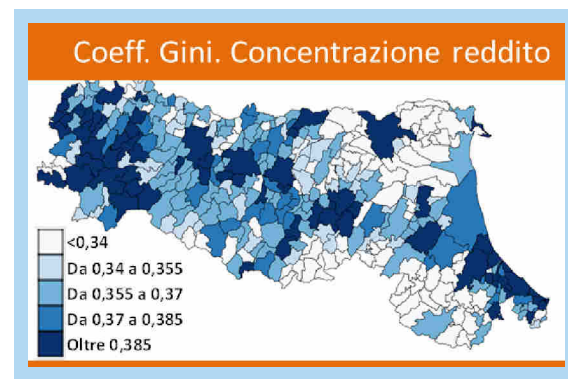 Coeff. Gini. Concentrazione reddito
<0,34
Da 0,34 a 0,355
Da 0,355 a 0,37
Da 0,37 a 0,385
Oltre 0,385